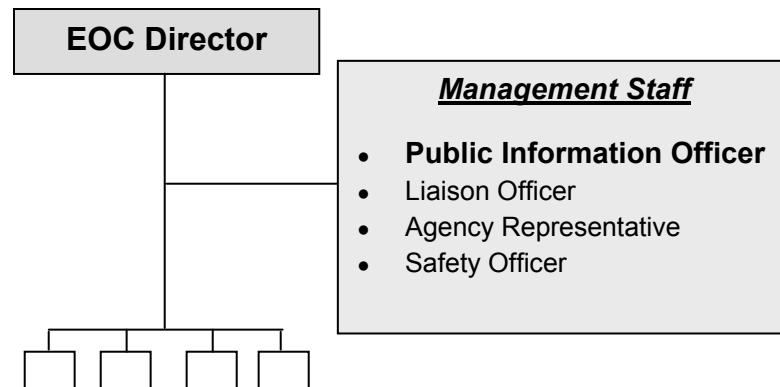 EOC Director
Management Staff
• Public Information Officer
• Liaison Officer
• Agency Representative
• Safety Officer